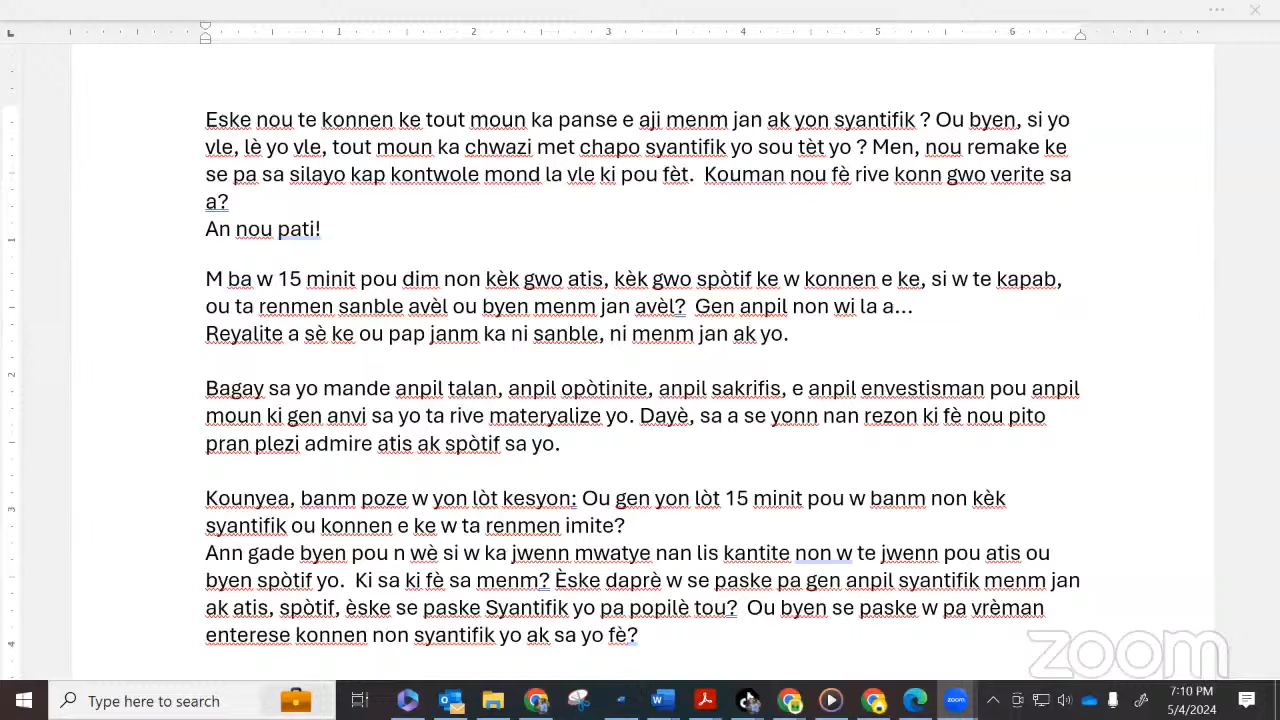 1 2 3 4 5 6
Eske nou te konnen ke tout moun ka panse e aji menm jan ak yon syantifik ? Ou byen, si yo
vle, lè yo vle, tout moun ka chwazi met chapo syantifik yo sou tèt yo ? Men, nou remake ke
se pa sa silayo kap kontwole mond la vle ki pou fèt.  Kouman nou fè rive konn gwo verite sa
a?
An nou pati!
M ba w 15 minit pou dim non kèk gwo atis, kèk gwo spòtif ke w konnen e ke, si w te kapab,
ou ta renmen sanble avèl ou byen menm jan avèl?  Gen anpil non wi la a...
Reyalite a sè ke ou pap janm ka ni sanble, ni menm jan ak yo.
Bagay sa yo mande anpil talan, anpil opòtinite, anpil sakrifis, e anpil envestisman pou anpil
moun ki gen anvi sa yo ta rive materyalize yo. Dayè, sa a se yonn nan rezon ki fè nou pito
pran plezi admire atis ak spòtif sa yo.
Kounyea, banm poze w yon lòt kesyon: Ou gen yon lòt 15 minit pou w banm non kèk
syantifik ou konnen e ke w ta renmen imite?
Ann gade byen pou n wè si w ka jwenn mwatye nan lis kantite non w te jwenn pou atis ou
byen spòtif yo.  Ki sa ki fè sa menm? Èske daprè w se paske pa gen anpil syantifik menm jan
ak atis, spòtif, èske se paske Syantifik yo pa popilè tou?  Ou byen se paske w pa vrèman
enterese konnen non syantifik yo ak sa yo fè?
1
2
3
4
zoom
Type here to search
zoom
7:10 PM
5/4/2024